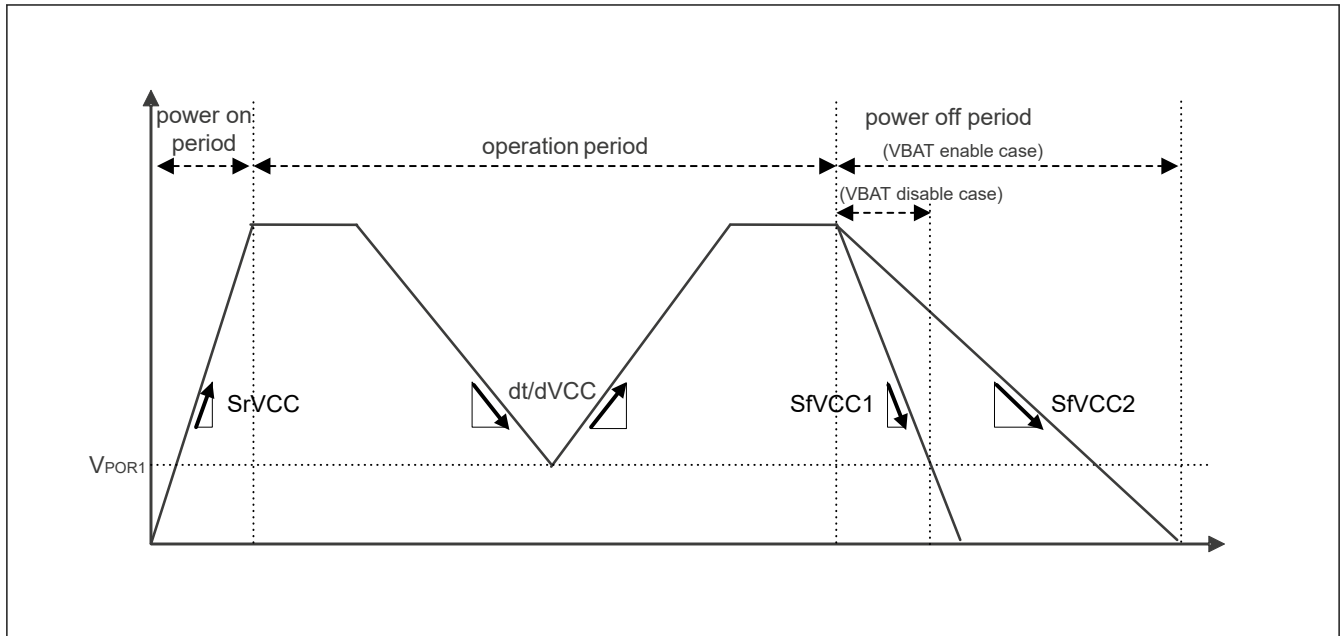 power on
period
operation period
power off period
(VBAT enable case)
(VBAT disable case)
SrVCC
dt/dVCC
SfVCC1
SfVCC2
VPOR1